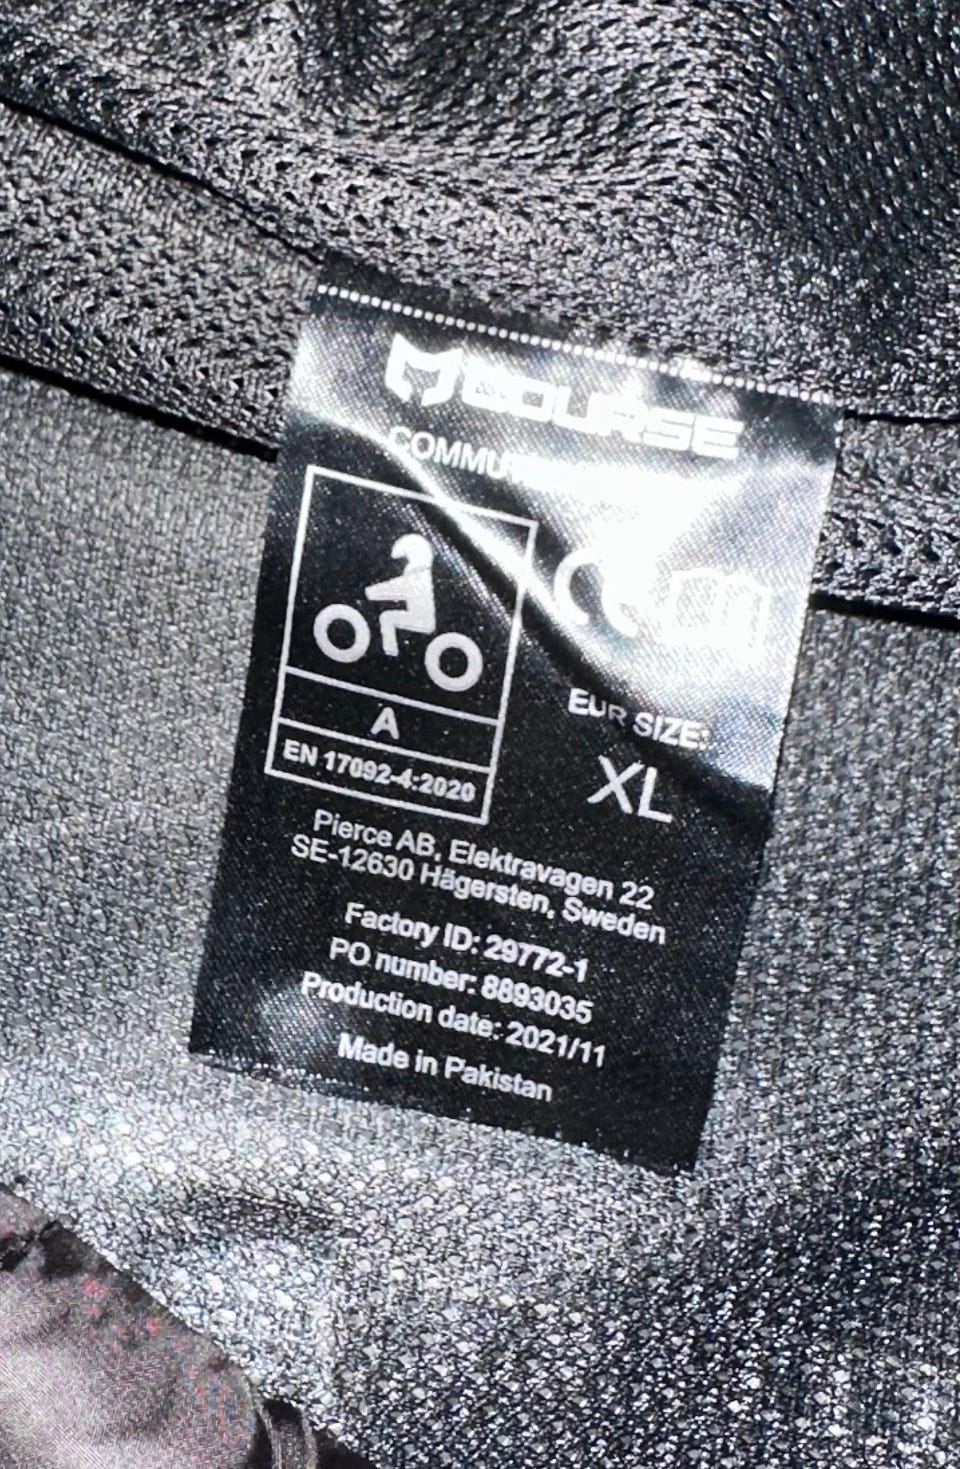 COURSE
A
EN 17092-4:2020
EUR SIZE:
XL
Pierce AB, Elektravagen 22
SE-12630 Hägersten, Sweden
Factory ID: 29772-1
PO number: 8893035
Production date: 2021/11
Made in Pakistan